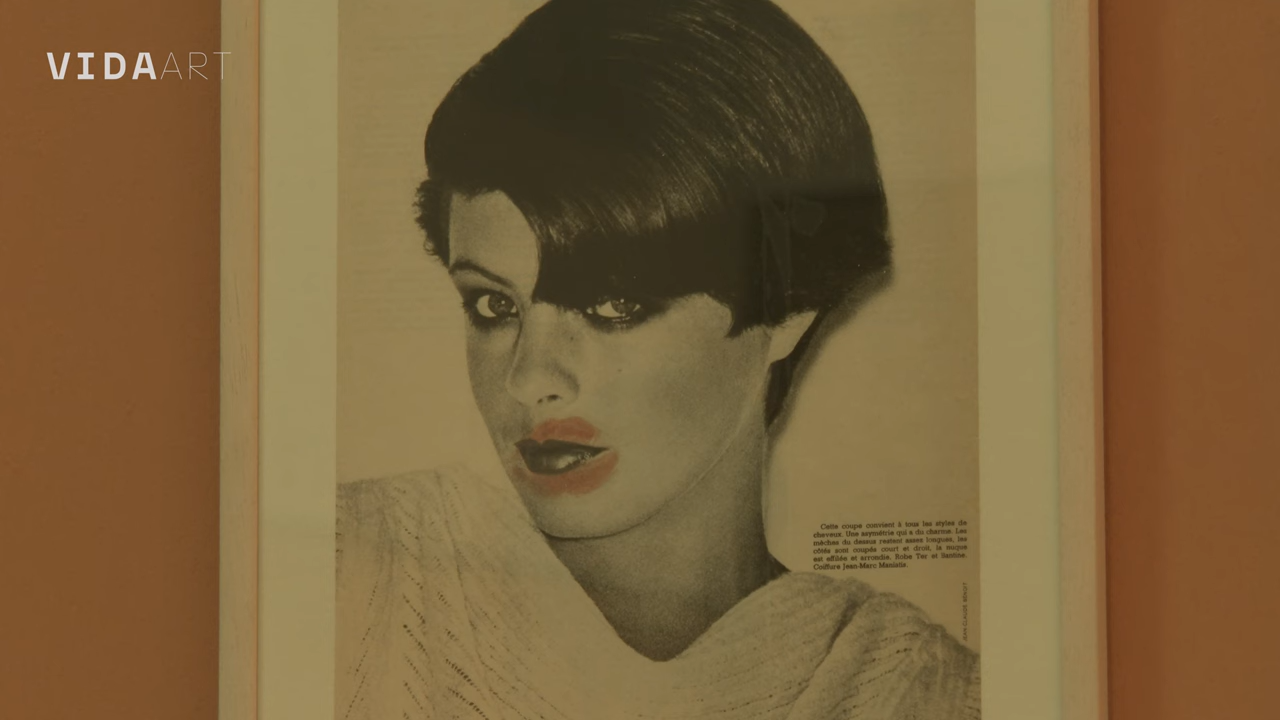 VIDAART
Cette coupe convient à tous les styles de
cheveux. Une asymétrie qui a du charme. Les
mèches du dessus restent assez longues, les
côtés sont coupés court et droit, la nuque
est effilée et arrondie. Robe Ter et Bantine.
Coiffure Jean-Marc Maniatis.